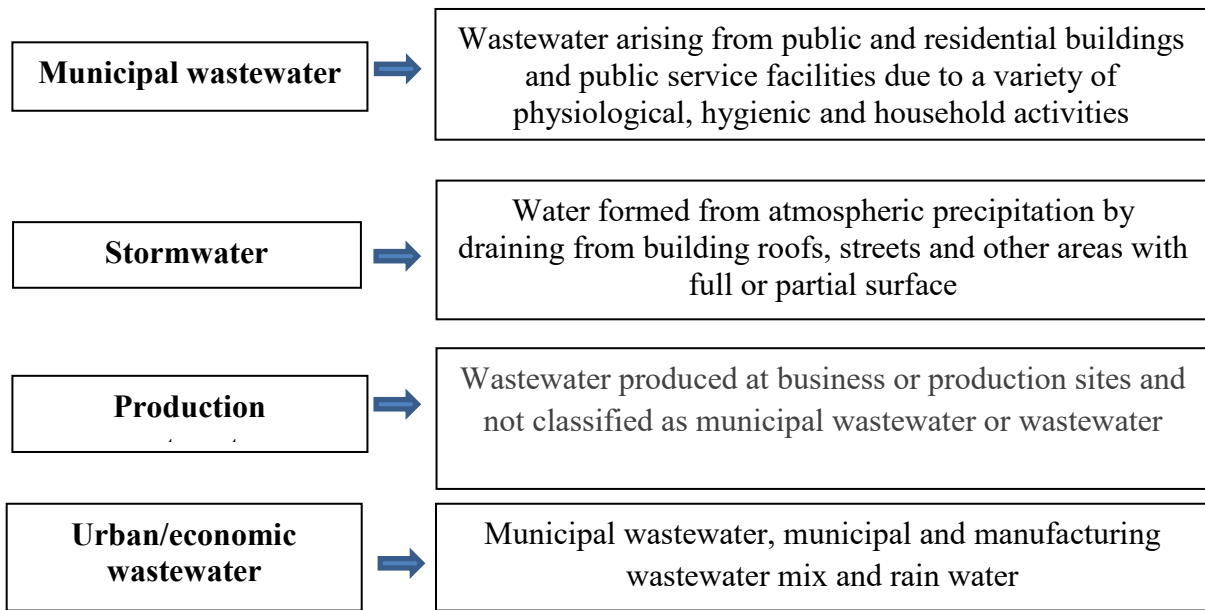 Municipal wastewater
Wastewater arising from public and residential buildings
and public service facilities due to a variety of
physiological, hygienic and household activities
Stormwater
Water formed from atmospheric precipitation by
draining from building roofs, streets and other areas with
full or partial surface
Production
Wastewater produced at business or production sites and
not classified as municipal wastewater or wastewater
Urban/economic
wastewater
Municipal wastewater, municipal and manufacturing
wastewater mix and rain water